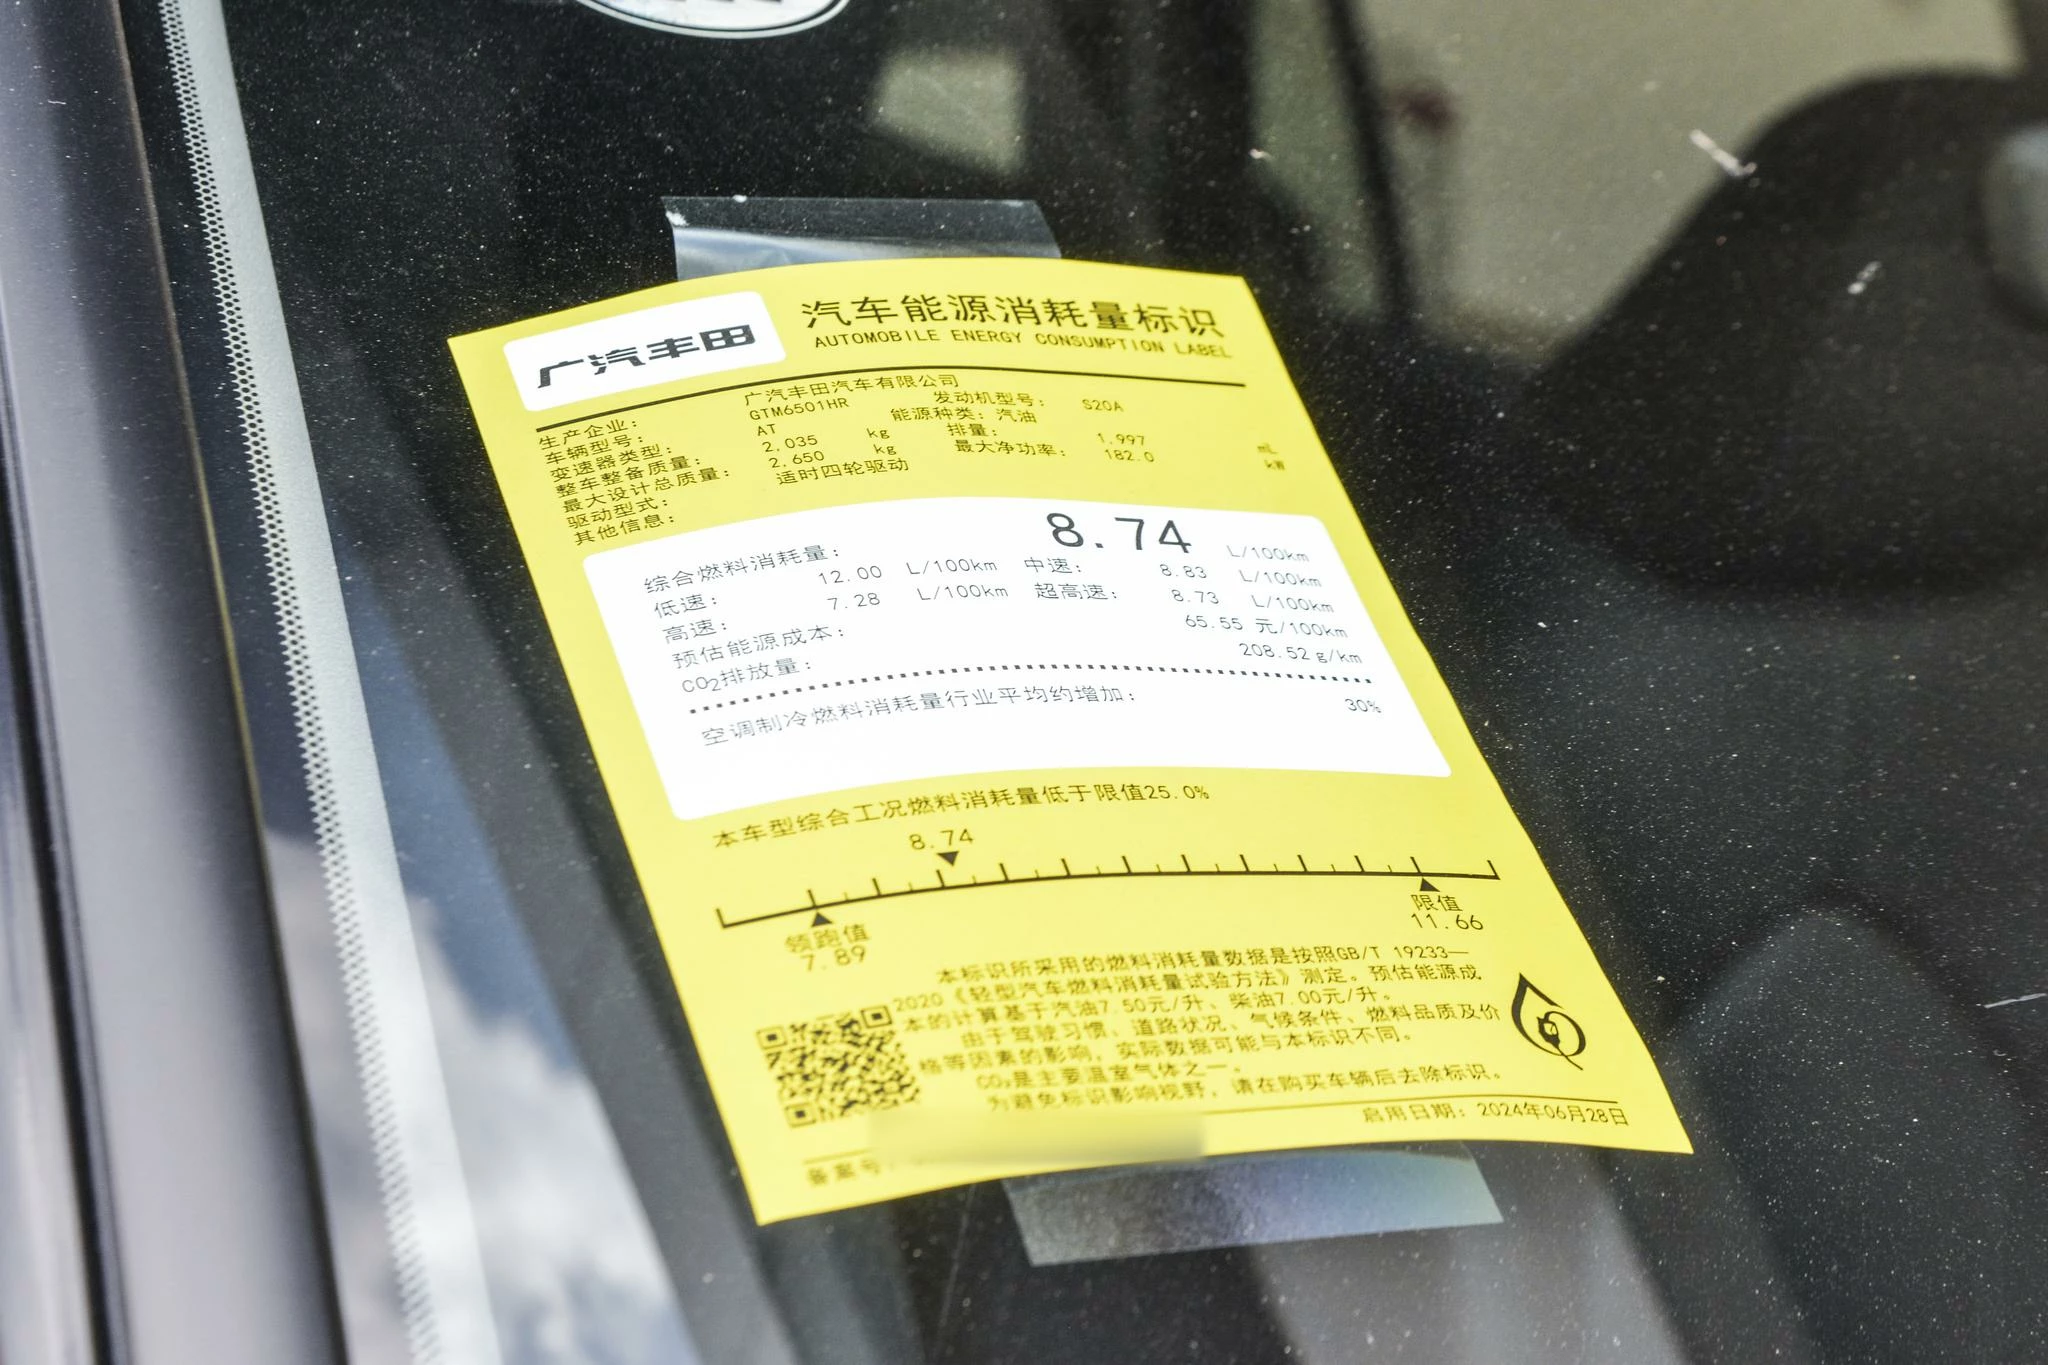 广汽丰田
汽车能源消耗量标识
AUTOMOBILE ENERGY CONSUMPTION LABEL
生产企业: 广汽丰田汽车有限公司
车辆型号: GTM6501HR 发动机型号: S20A
变速器类型: AT 能源种类: 汽油
整车整备质量: 2,035 kg 排量: 1,997 mL
最大设计总质量: 2,650 kg 最大净功率: 182.0 kW
驱动型式: 适时四轮驱动
其他信息:
综合燃料消耗量: 8.74 L/100km
低速: 12.00 L/100km 中速: 8.83 L/100km
高速: 7.28 L/100km 超高速: 8.73 L/100km
预估能源成本: 65.55 元/100km
CO₂排放量: 208.52 g/km
空调制冷燃料消耗量行业平均约增加: 30%
本车型综合工况燃料消耗量低于限值25.0%
8.74
领跑值 限值
7.89 11.66
本标识所采用的燃料消耗量数据是按照GB/T 19233—
2020《轻型汽车燃料消耗量试验方法》测定。预估能源成
本的计算基于汽油7.50元/升、柴油7.00元/升。
由于驾驶习惯、道路状况、气候条件、燃料品质及价
格等因素的影响，实际数据可能与本标识不同。
CO₂是主要温室气体之一。
为避免标识影响视野，请在购买车辆后去除标识。
备案号 启用日期: 2024年06月28日